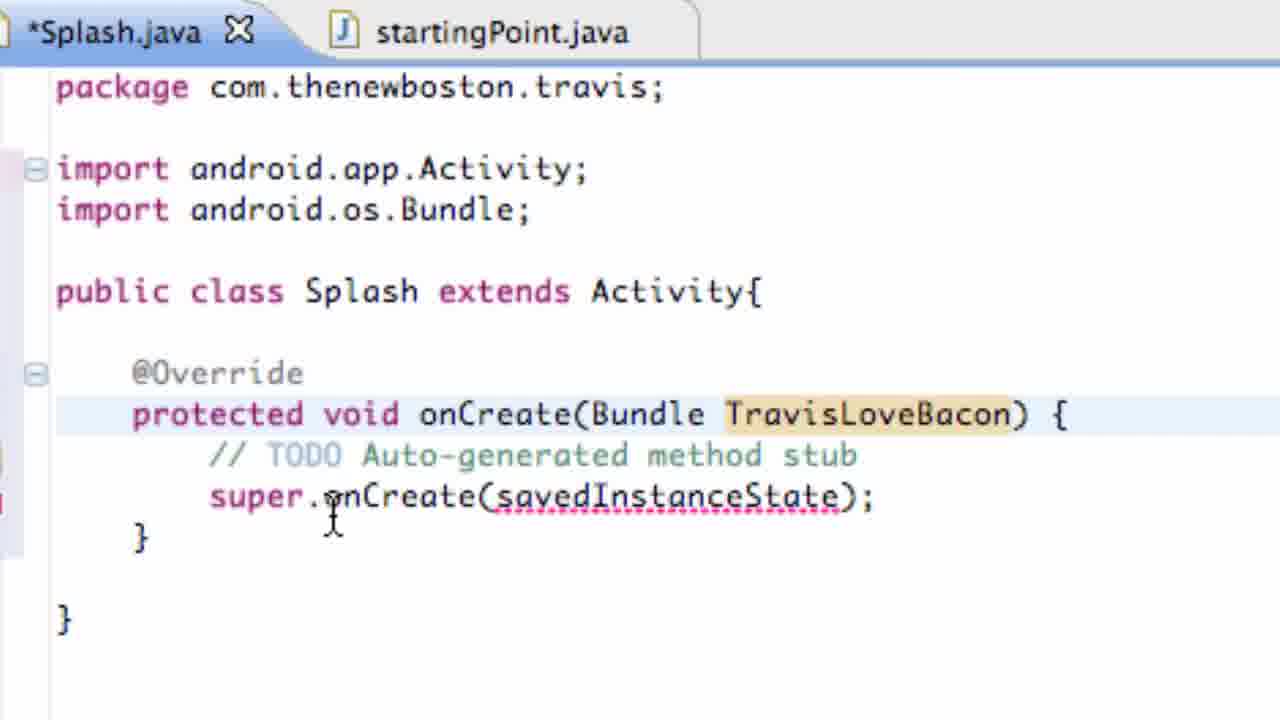 *Splash.java startingPoint.java
package com.thenewboston.travis;
import android.app.Activity;
import android.os.Bundle;
public class Splash extends Activity{
@Override
protected void onCreate(Bundle TravisLoveBacon) {
// TODO Auto-generated method stub
super.onCreate(savedInstanceState);
}
}